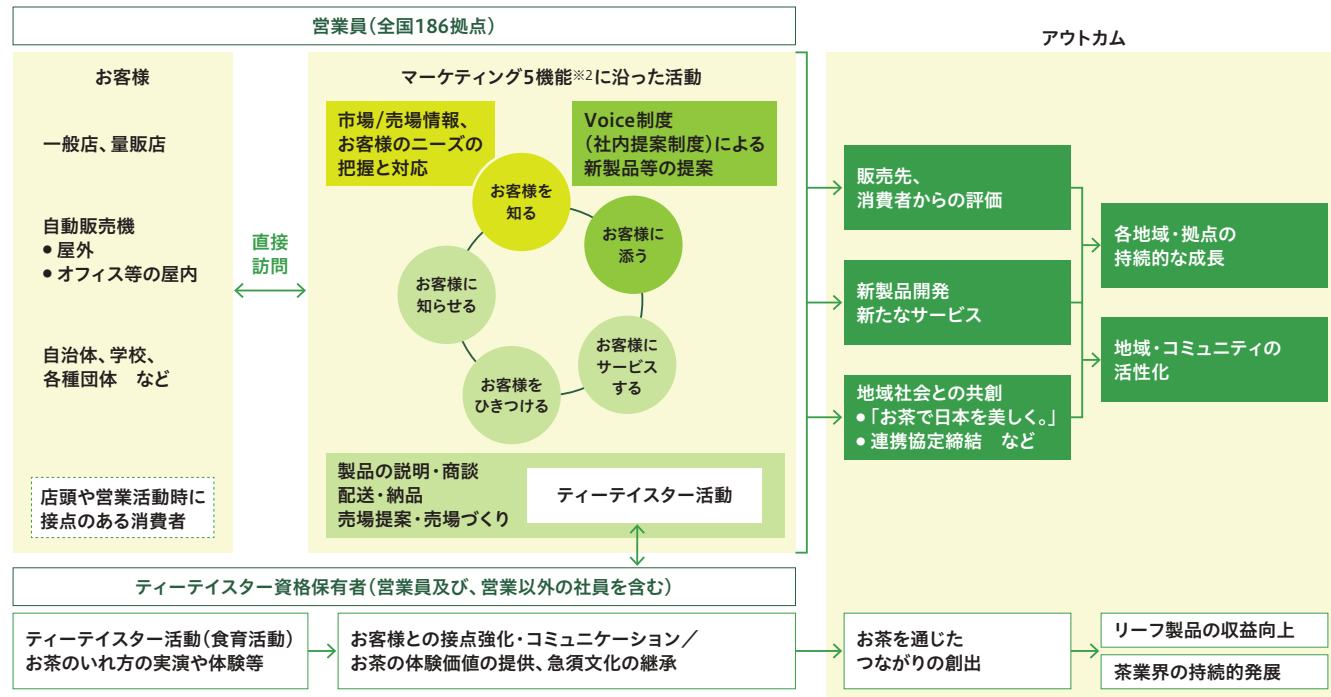 営業員（全国186拠点）
お客様
一般店、量販店
自動販売機
● 屋外
● オフィス等の屋内
自治体、学校、
各種団体　など
店頭や営業活動時に
接点のある消費者
直接
訪問
マーケティング5機能※2に沿った活動
市場/売場情報、
お客様のニーズの
把握と対応
Voice制度
（社内提案制度）による
新製品等の提案
お客様を
知る
お客様に
添う
お客様に
サービス
する
お客様を
ひきつける
お客様に
知らせる
製品の説明・商談
配送・納品
売場提案・売場づくり
ティーテイスター活動
アウトカム
販売先、
消費者からの評価
新製品開発
新たなサービス
地域社会との共創
●「お茶で日本を美しく。」
● 連携協定締結　など
各地域・拠点の
持続的な成長
地域・コミュニティの
活性化
ティーテイスター資格保有者（営業員及び、営業以外の社員を含む）
ティーテイスター活動（食育活動）
お茶のいれ方の実演や体験等
お客様との接点強化・コミュニケーション／
お茶の体験価値の提供、急須文化の継承
お茶を通じた
つながりの創出
リーフ製品の収益向上
茶業界の持続的発展